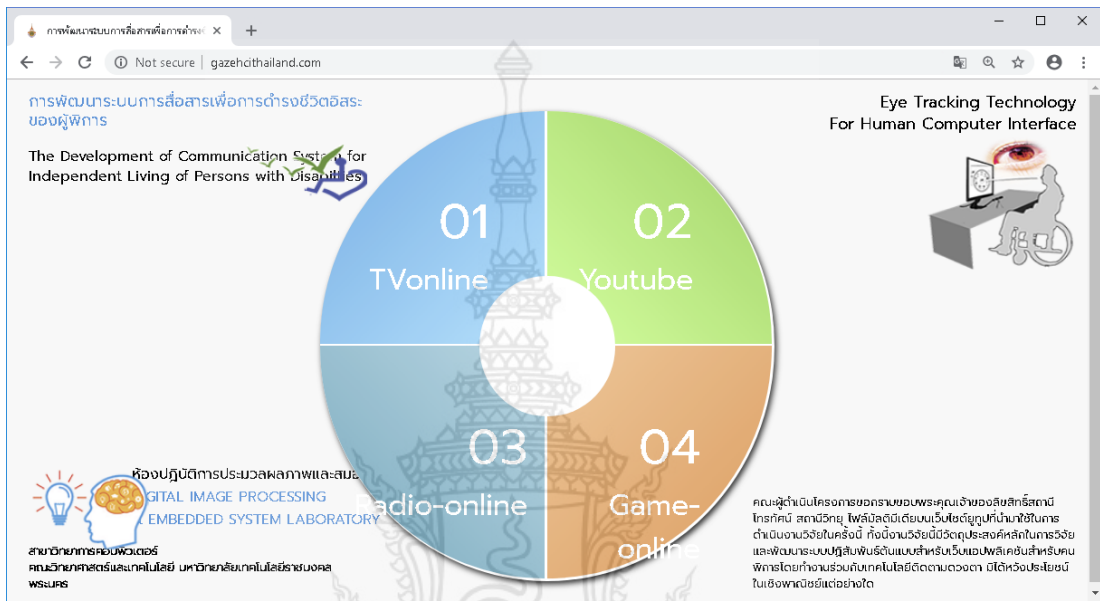 การพัฒนาระบบการสื่อสารเพื่อการดำรง
Not secure | gazehcithailand.com
การพัฒนาระบบการสื่อสารเพื่อการดำรงชีวิตอิสระ
ของผู้พิการ
The Development of Communication System for
Independent Living of Persons with Disabilities
Eye Tracking Technology
For Human Computer Interface
01
TVonline
02
Youtube
03
Radio-online
04
Game-
online
ห้องปฏิบัติการประมวลผลภาพและสมอ
GITAL IMAGE PROCESSING
EMBEDDED SYSTEM LABORATORY
สาขาวิทยาการคอมพิวเตอร์
คณะวิทยาศาสตร์และเทคโนโลยี มหาวิทยาลัยเทคโนโลยีราชมงคล
พระนคร
คณะผู้ดำเนินโครงการขอกราบขอบพระคุณเจ้าของลิขสิทธิ์สถานี
โทรทัศน์ สถานีวิทยุ ไฟล์มัลติมีเดียบนเว็บไซต์ยูทูปที่นำมาใช้ในการ
ดำเนินงานวิจัยในครั้งนี้ ทั้งนี้งานวิจัยนี้มีวัตถุประสงค์หลักในการวิจัย
และพัฒนาระบบปฏิสัมพันธ์ต้นแบบสำหรับเว็บแอปพลิเคชันสำหรับคน
พิการโดยทำงานร่วมกับเทคโนโลยีติดตามดวงตา มิได้หวังประโยชน์
ในเชิงพาณิชย์แต่อย่างใด